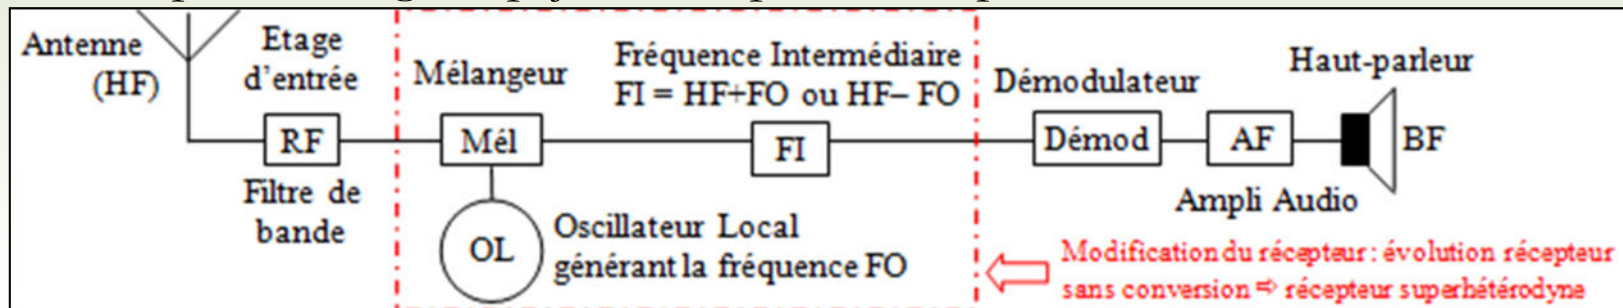 Antenne
(HF)
Etage
d'entrée
RF
Filtre de
bande
Mélangeur
Mél
OL
Oscillateur Local
générant la fréquence FO
Fréquence Intermédiaire
FI = HF+FO ou HF– FO
FI
Démodulateur
Démod
AF
Ampli Audio
Haut-parleur
BF
Modification du récepteur : évolution récepteur
sans conversion ⇨ récepteur superhétérodyne